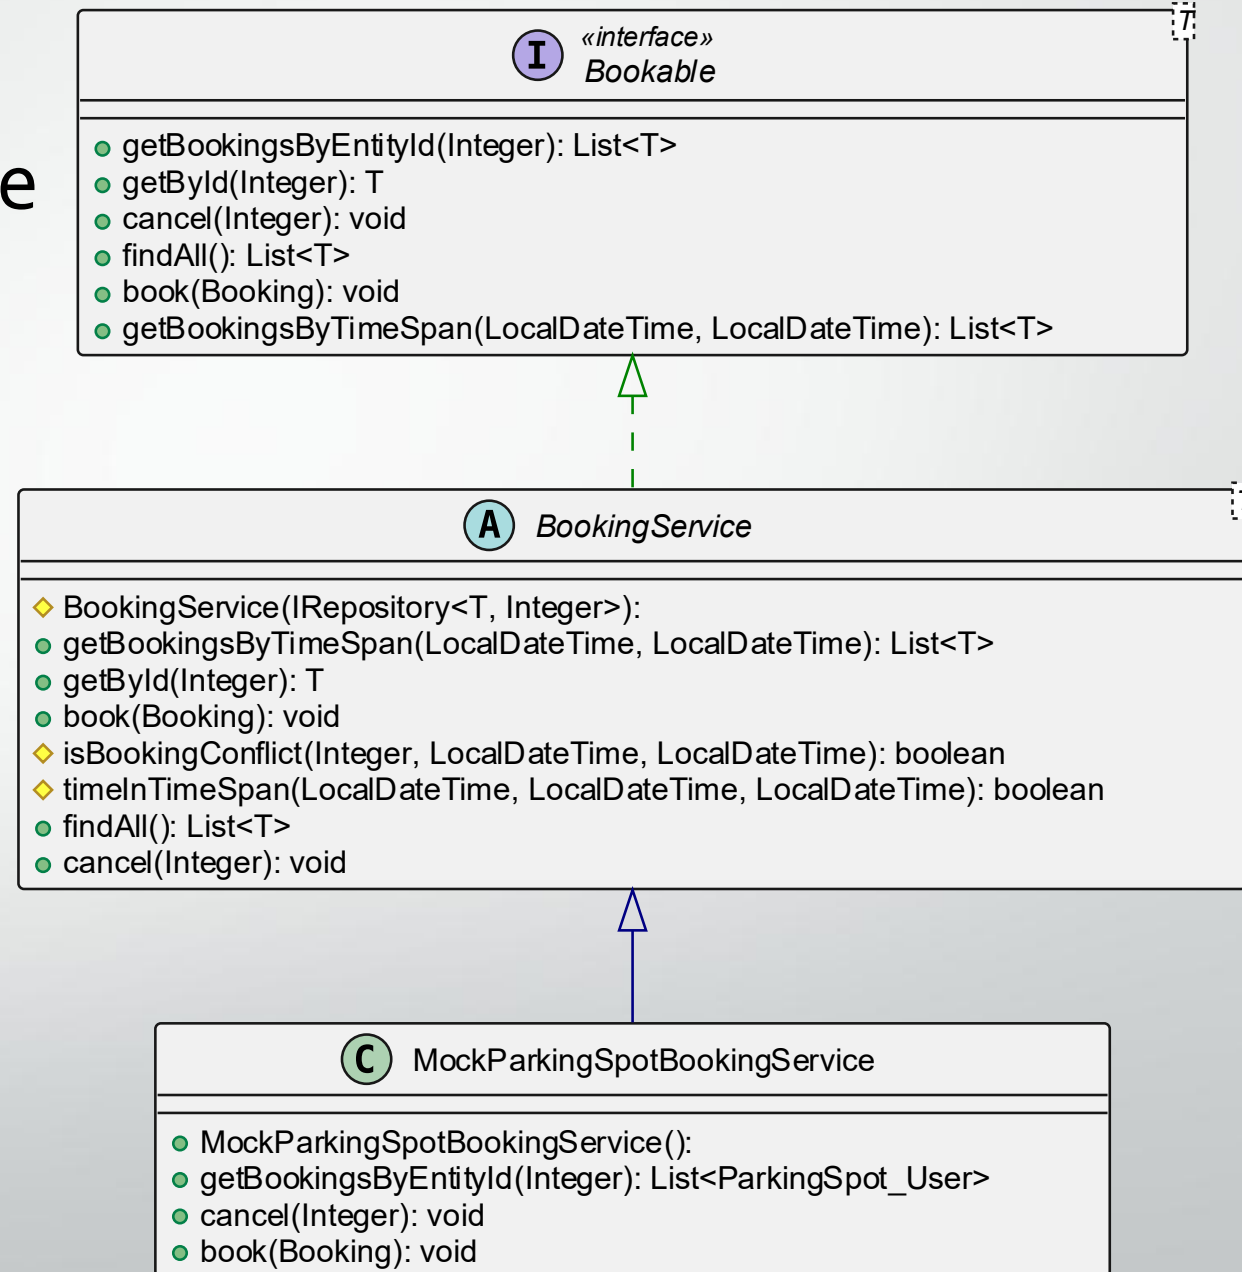 I
«interface»
Bookable
T
getBookingsByEntityId(Integer): List<T>
e
getById(Integer): T
cancel(Integer): void
findAll(): List<T>
book(Booking): void
getBookingsByTimeSpan(LocalDateTime, LocalDateTime): List<T>
A BookingService
BookingService(IRepository<T, Integer>):
getBookingsByTimeSpan(LocalDateTime, LocalDateTime): List<T>
getById(Integer): T
book(Booking): void
isBookingConflict(Integer, LocalDateTime, LocalDateTime): boolean
timeInTimeSpan(LocalDateTime, LocalDateTime, LocalDateTime): boolean
findAll(): List<T>
cancel(Integer): void
C MockParkingSpotBookingService
MockParkingSpotBookingService():
getBookingsByEntityId(Integer): List<ParkingSpot_User>
cancel(Integer): void
book(Booking): void